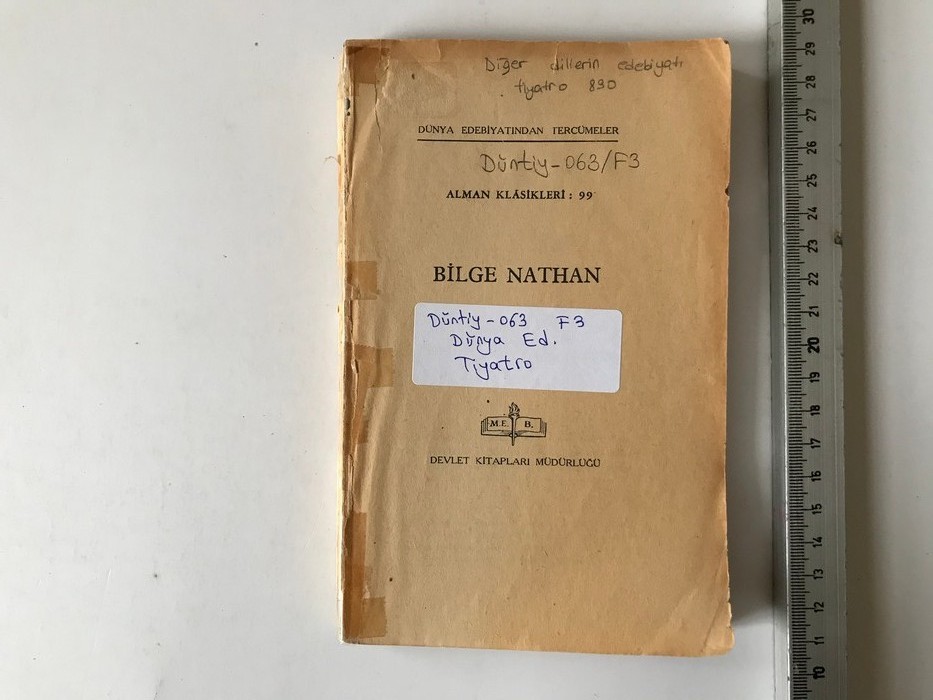 Diğer dillerin edebiyatı
tiyatro 890
DÜNYA EDEBİYATINDAN TERCÜMELER
Düntiy-063/F3
ALMAN KLÂSİKLERİ : 99
BİLGE NATHAN
Düntiy-063 F3
Dünya Ed.
Tiyatro
M.E. B.
DEVLET KİTAPLARI MÜDÜRLÜĞÜ
30
29
28
27
26
25
24
23
22
21
20
19
18
17
16
15
14
13
12
11
10